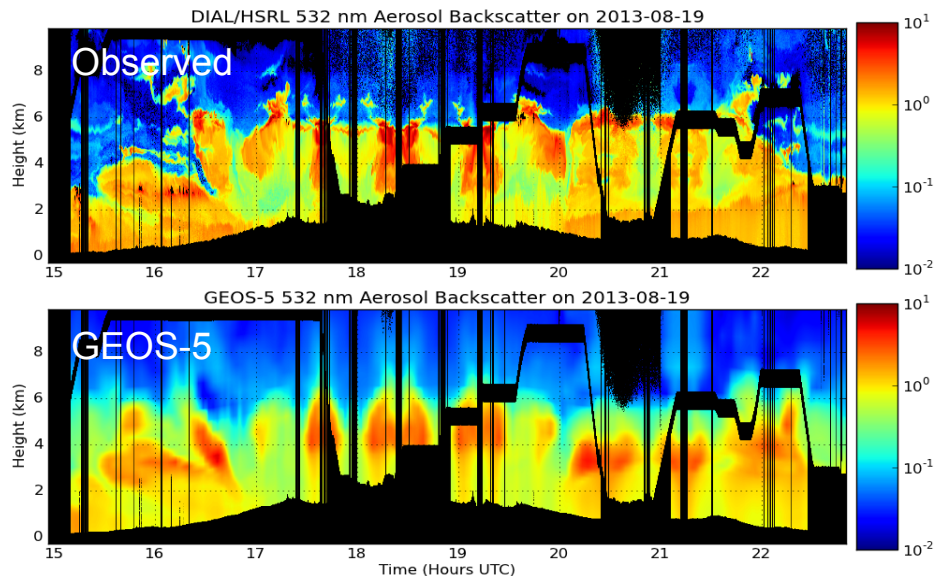 DIAL/HSRL 532 nm Aerosol Backscatter on 2013-08-19
Observed
Height (km)
8
6
4
2
0
15 16 17 18 19 20 21 22
10^1
10^0
10^-1
10^-2
GEOS-5 532 nm Aerosol Backscatter on 2013-08-19
GEOS-5
Height (km)
8
6
4
2
0
15 16 17 18 19 20 21 22
Time (Hours UTC)
10^1
10^0
10^-1
10^-2